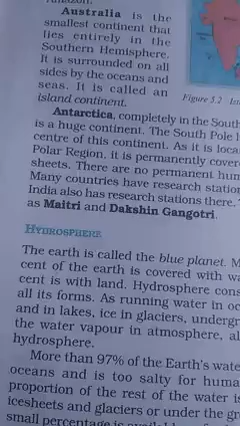 Australia is the
smallest continent that
lies entirely in the
Southern Hemisphere.
It is surrounded on all
sides by the oceans and
seas. It is called an
island continent.
Figure 5.2
Antarctica, completely in the South
is a huge continent. The South Pole
centre of this continent. As it is loca
Polar Region, it is permanently cover
sheets. There are no permanent hum
Many countries have research station
India also has research stations there.
as Maitri and Dakshin Gangotri.
HYDROSPHERE
The earth is called the blue planet. M
cent of the earth is covered with wa
cent is with land. Hydrosphere cons
all its forms. As running water in oc
and in lakes, ice in glaciers, undergr
the water vapour in atmosphere, al
hydrosphere.
More than 97% of the Earth's wate
oceans and is too salty for huma
proportion of the rest of the water is
icesheets and glaciers or under the gr
small percentage is